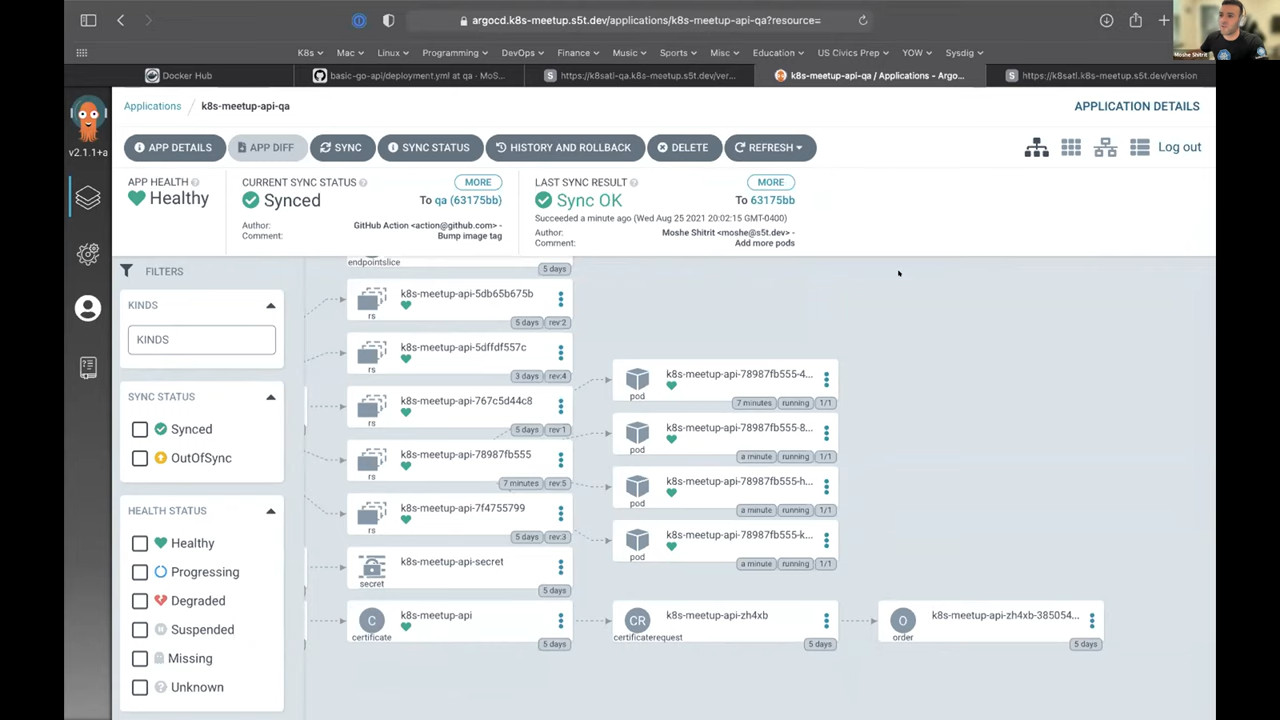 argocd.k8s-meetup.s5t.dev/applications/k8s-meetup-api-qa?resource=
K8s Mac Linux Programming DevOps Finance Music Sports Misc Education US Civics Prep YOW Sysdig
Docker Hub
basic-go-api/deployment.yml at qa - MoS...
https://k8satl-qa.k8s-meetup.s5t.dev/ver...
k8s-meetup-api-qa / Applications - Argo...
https://k8satl.k8s-meetup.s5t.dev/version
Moshe Shitrit
v2.1.1+a
Applications / k8s-meetup-api-qa
APPLICATION DETAILS
APP DETAILS
APP DIFF
SYNC
SYNC STATUS
HISTORY AND ROLLBACK
DELETE
REFRESH
Log out
APP HEALTH
Healthy
CURRENT SYNC STATUS
MORE
Synced
To qa (63175bb)
Author: GitHub Action <action@github.com> -
Comment: Bump image tag
LAST SYNC RESULT
MORE
Sync OK
To 63175bb
Succeeded a minute ago (Wed Aug 25 2021 20:02:15 GMT-0400)
Author: Moshe Shitrit <moshe@s5t.dev> -
Comment: Add more pods
FILTERS
KINDS
KINDS
SYNC STATUS
Synced
OutOfSync
HEALTH STATUS
Healthy
Progressing
Degraded
Suspended
Missing
Unknown
endpointslice
5 days
k8s-meetup-api-5db65b675b
rs
5 days rev:2
k8s-meetup-api-5dffdf557c
rs
3 days rev:4
k8s-meetup-api-767c5d44c8
rs
5 days rev:1
k8s-meetup-api-78987fb555
rs
7 minutes rev:5
k8s-meetup-api-7f4755799
rs
5 days rev:3
k8s-meetup-api-secret
secret
5 days
C
k8s-meetup-api
certificate
5 days
k8s-meetup-api-78987fb555-4...
pod
7 minutes running 1/1
k8s-meetup-api-78987fb555-8...
pod
a minute running 1/1
k8s-meetup-api-78987fb555-h...
pod
a minute running 1/1
k8s-meetup-api-78987fb555-k...
pod
a minute running 1/1
CR
k8s-meetup-api-zh4xb
certificaterequest
5 days
O
k8s-meetup-api-zh4xb-385054...
order
5 days